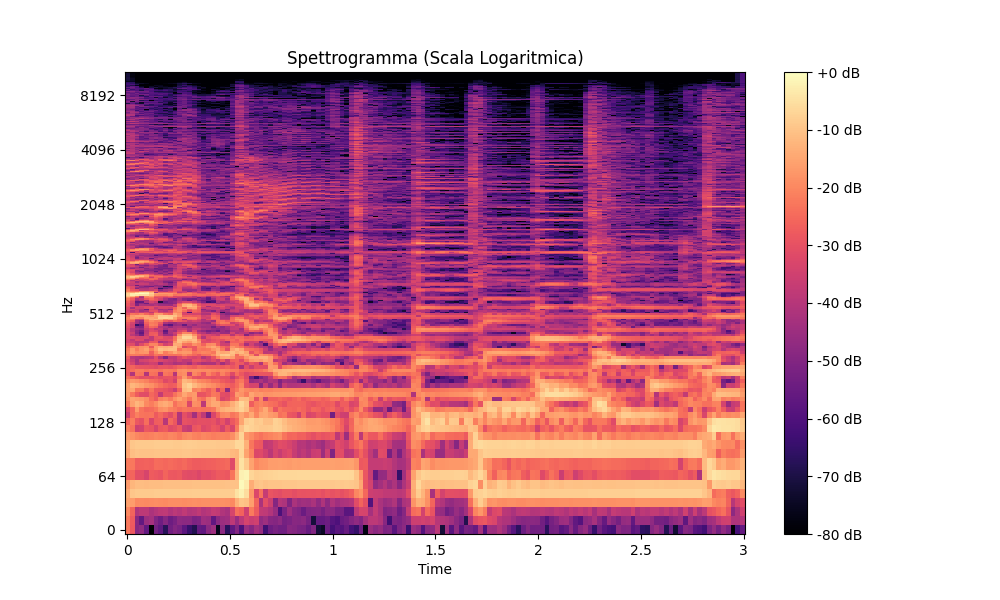 Spettrogramma (Scala Logaritmica)
Hz
8192
4096
2048
1024
512
256
128
64
0
0
0.5
1
1.5
2
2.5
3
Time
+0 dB
-10 dB
-20 dB
-30 dB
-40 dB
-50 dB
-60 dB
-70 dB
-80 dB